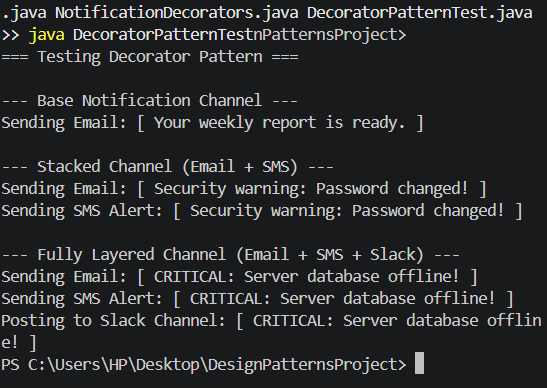 .java NotificationDecorators.java DecoratorPatternTest.java
>> java DecoratorPatternTestnPatternsProject>
=== Testing Decorator Pattern ===
--- Base Notification Channel ---
Sending Email: [ Your weekly report is ready. ]
--- Stacked Channel (Email + SMS) ---
Sending Email: [ Security warning: Password changed! ]
Sending SMS Alert: [ Security warning: Password changed! ]
--- Fully Layered Channel (Email + SMS + Slack) ---
Sending Email: [ CRITICAL: Server database offline! ]
Sending SMS Alert: [ CRITICAL: Server database offline! ]
Posting to Slack Channel: [ CRITICAL: Server database offlin
e! ]
PS C:\Users\HP\Desktop\DesignPatternsProject>